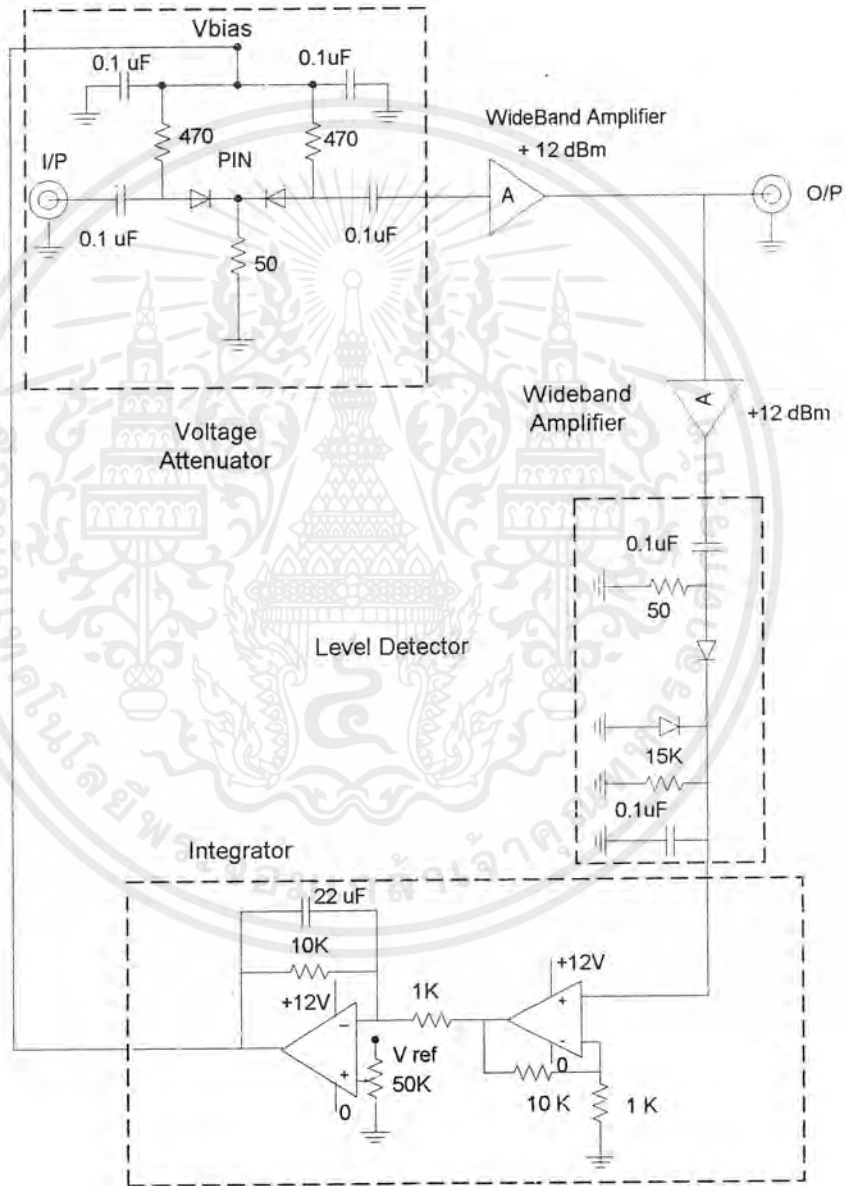 Vbias
0.1 uF
0.1uF
470
470
I/P
PIN
0.1 uF
0.1uF
50
WideBand Amplifier
+ 12 dBm
A
O/P
Voltage
Attenuator
Wideband
Amplifier
A
+12 dBm
0.1uF
50
Level Detector
15K
0.1uF
Integrator
22 uF
10K
+12V
−
+
0
V ref
50K
1K
+12V
+
-
0
10 K
1 K